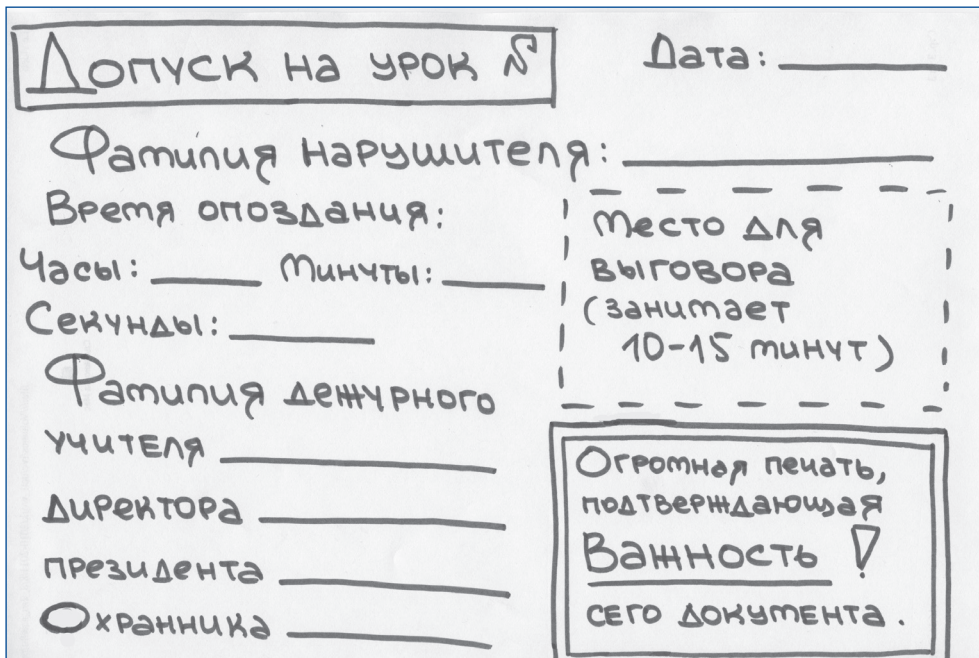 Допуск на урок №
Дата:
Фамилия нарушителя:
Время опоздания:
Часы: Минуты:
Секунды:
Место для
выговора
(занимает
10-15 минут)
Фамилия дежурного
учителя
директора
президента
Охранника
Огромная печать,
подтверждающая
Важность!
сего документа.